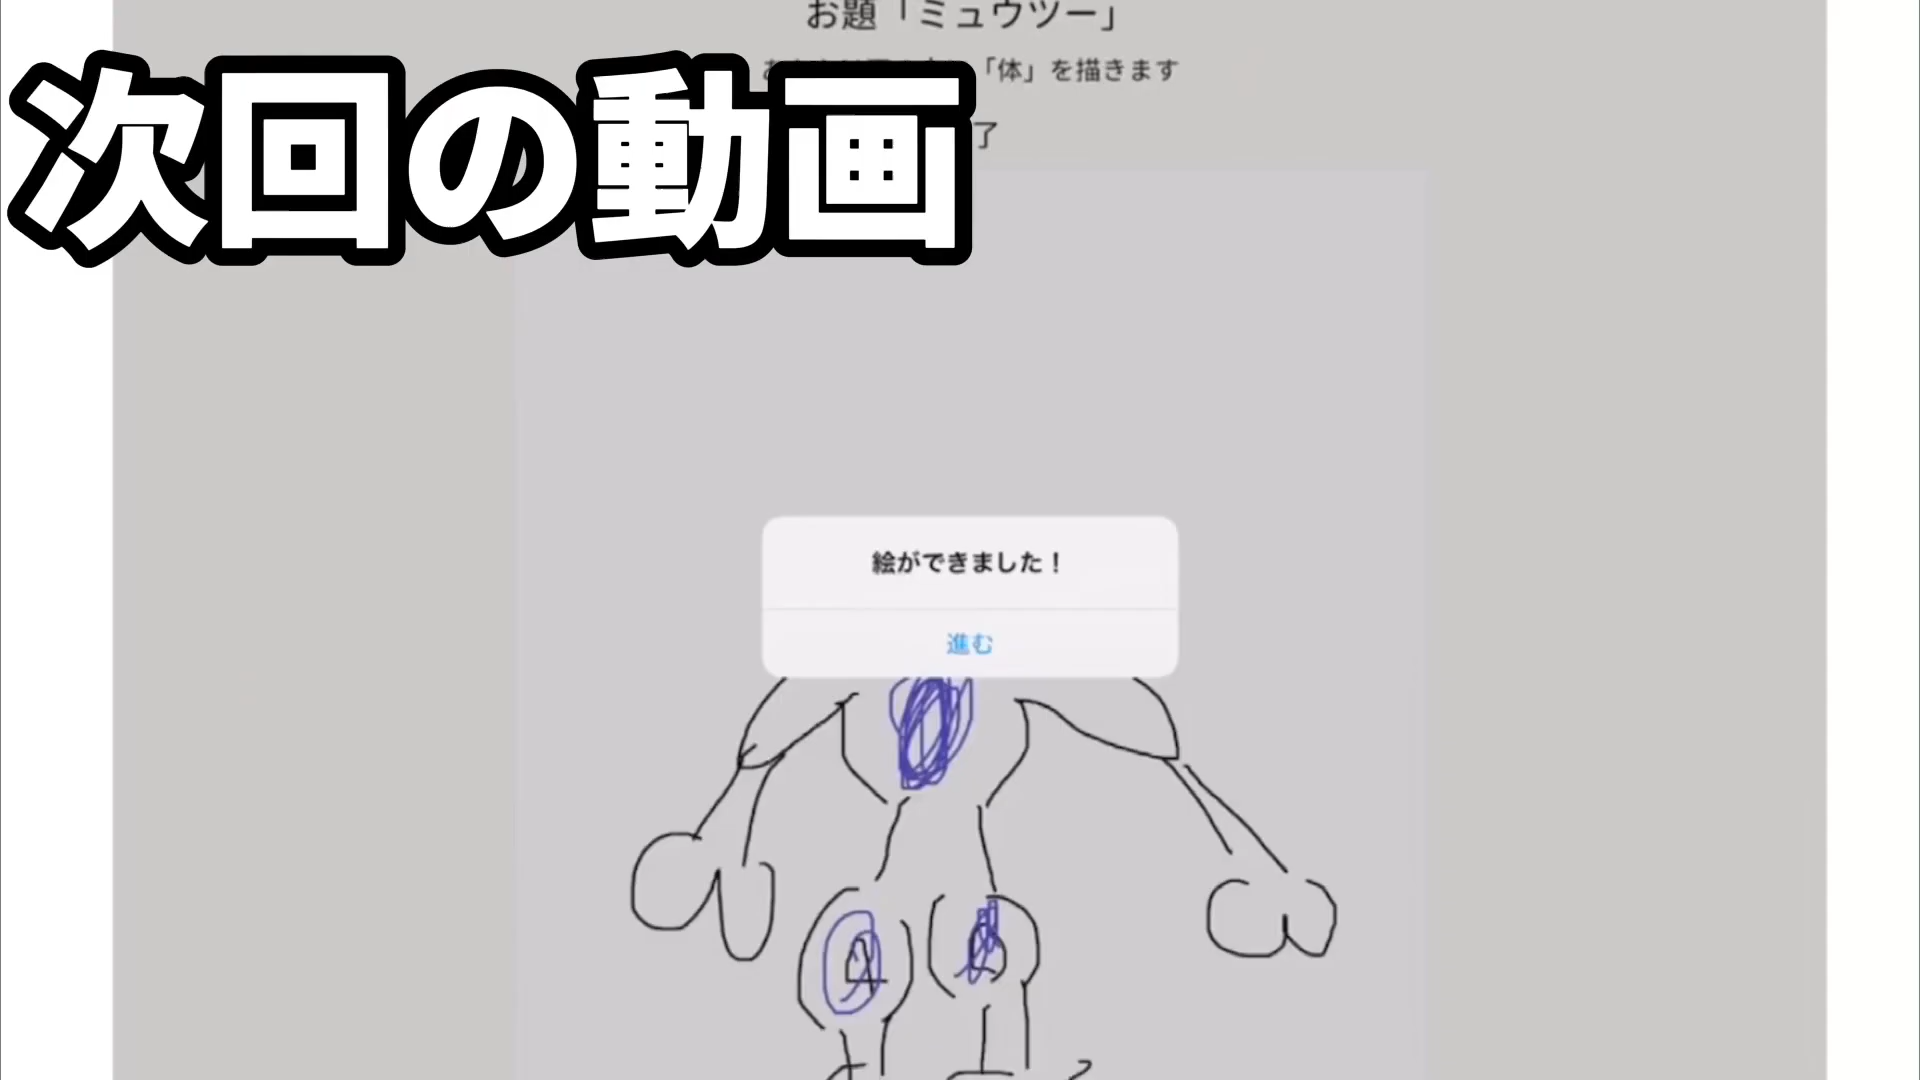 お題「ミュウツー」
「体」を描きます
了
次回の動画
絵ができました！
進む